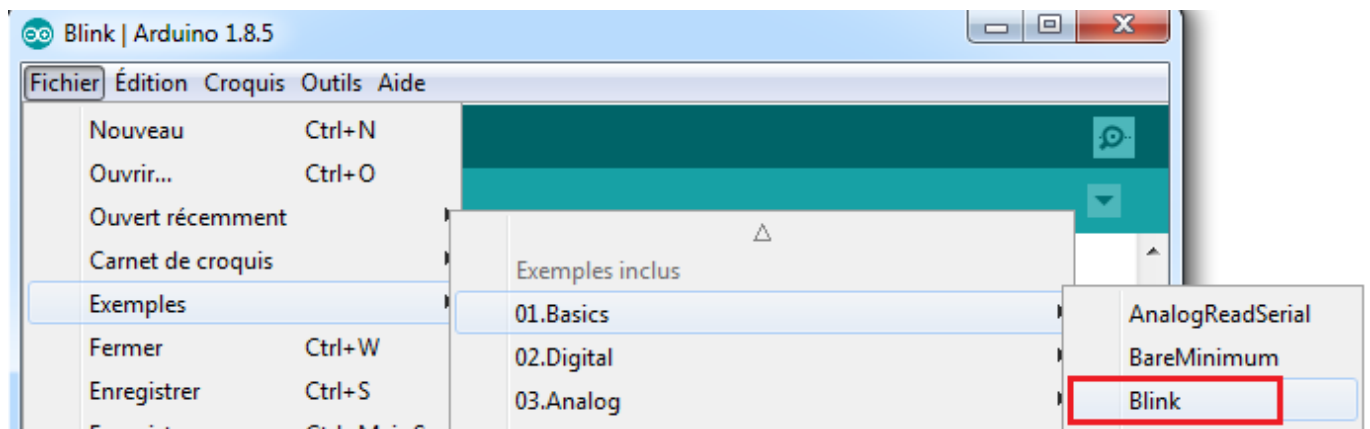 Blink | Arduino 1.8.5
Fichier Édition Croquis Outils Aide
Nouveau Ctrl+N
Ouvrir... Ctrl+O
Ouvert récemment
Carnet de croquis
Exemples
Fermer Ctrl+W
Enregistrer Ctrl+S
Exemples inclus
01.Basics
02.Digital
03.Analog
AnalogReadSerial
BareMinimum
Blink